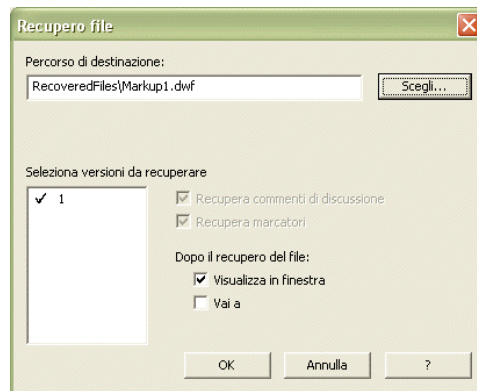 Recupero file
Percorso di destinazione:
RecoveredFiles\Markup1.dwf
Scegli...
Seleziona versioni da recuperare
1
Recupera commenti di discussione
Recupera marcatori
Dopo il recupero del file:
Visualizza in finestra
Vai a
OK
Annulla
?